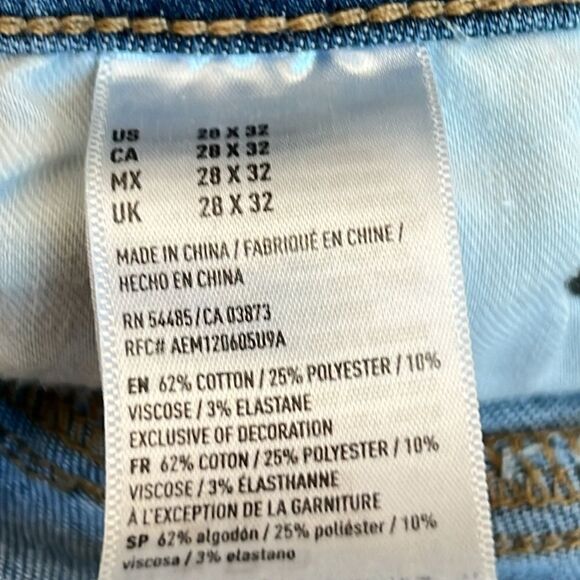 US 28 X 32
CA 28 X 32
MX 28 X 32
UK 28 X 32
MADE IN CHINA / FABRIQUÉ EN CHINE /
HECHO EN CHINA
RN 54485/CA 03873
RFC# AEM120605U9A
EN 62% COTTON / 25% POLYESTER / 10%
VISCOSE / 3% ELASTANE
EXCLUSIVE OF DECORATION
FR 62% COTON / 25% POLYESTER / 10%
VISCOSE / 3% ÉLASTHANNE
À L'EXCEPTION DE LA GARNITURE
SP 62% algodón / 25% poliéster / 10%
viscosa / 3% elastano